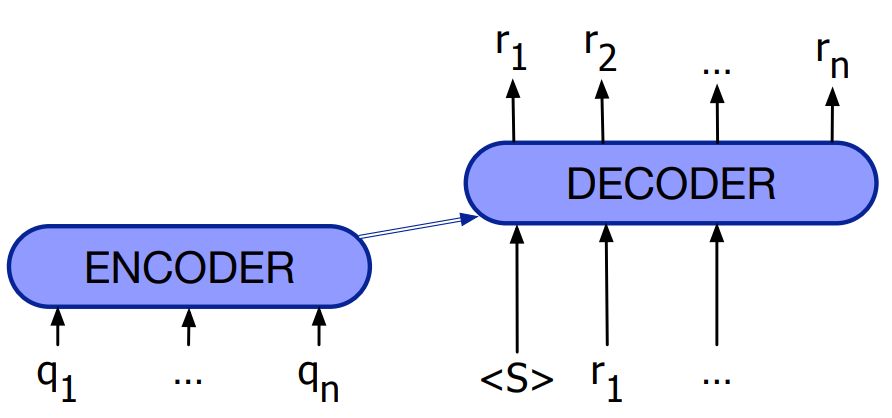 r1 r2 ... rn
DECODER
ENCODER
q1 ... qn <S> r1 ...